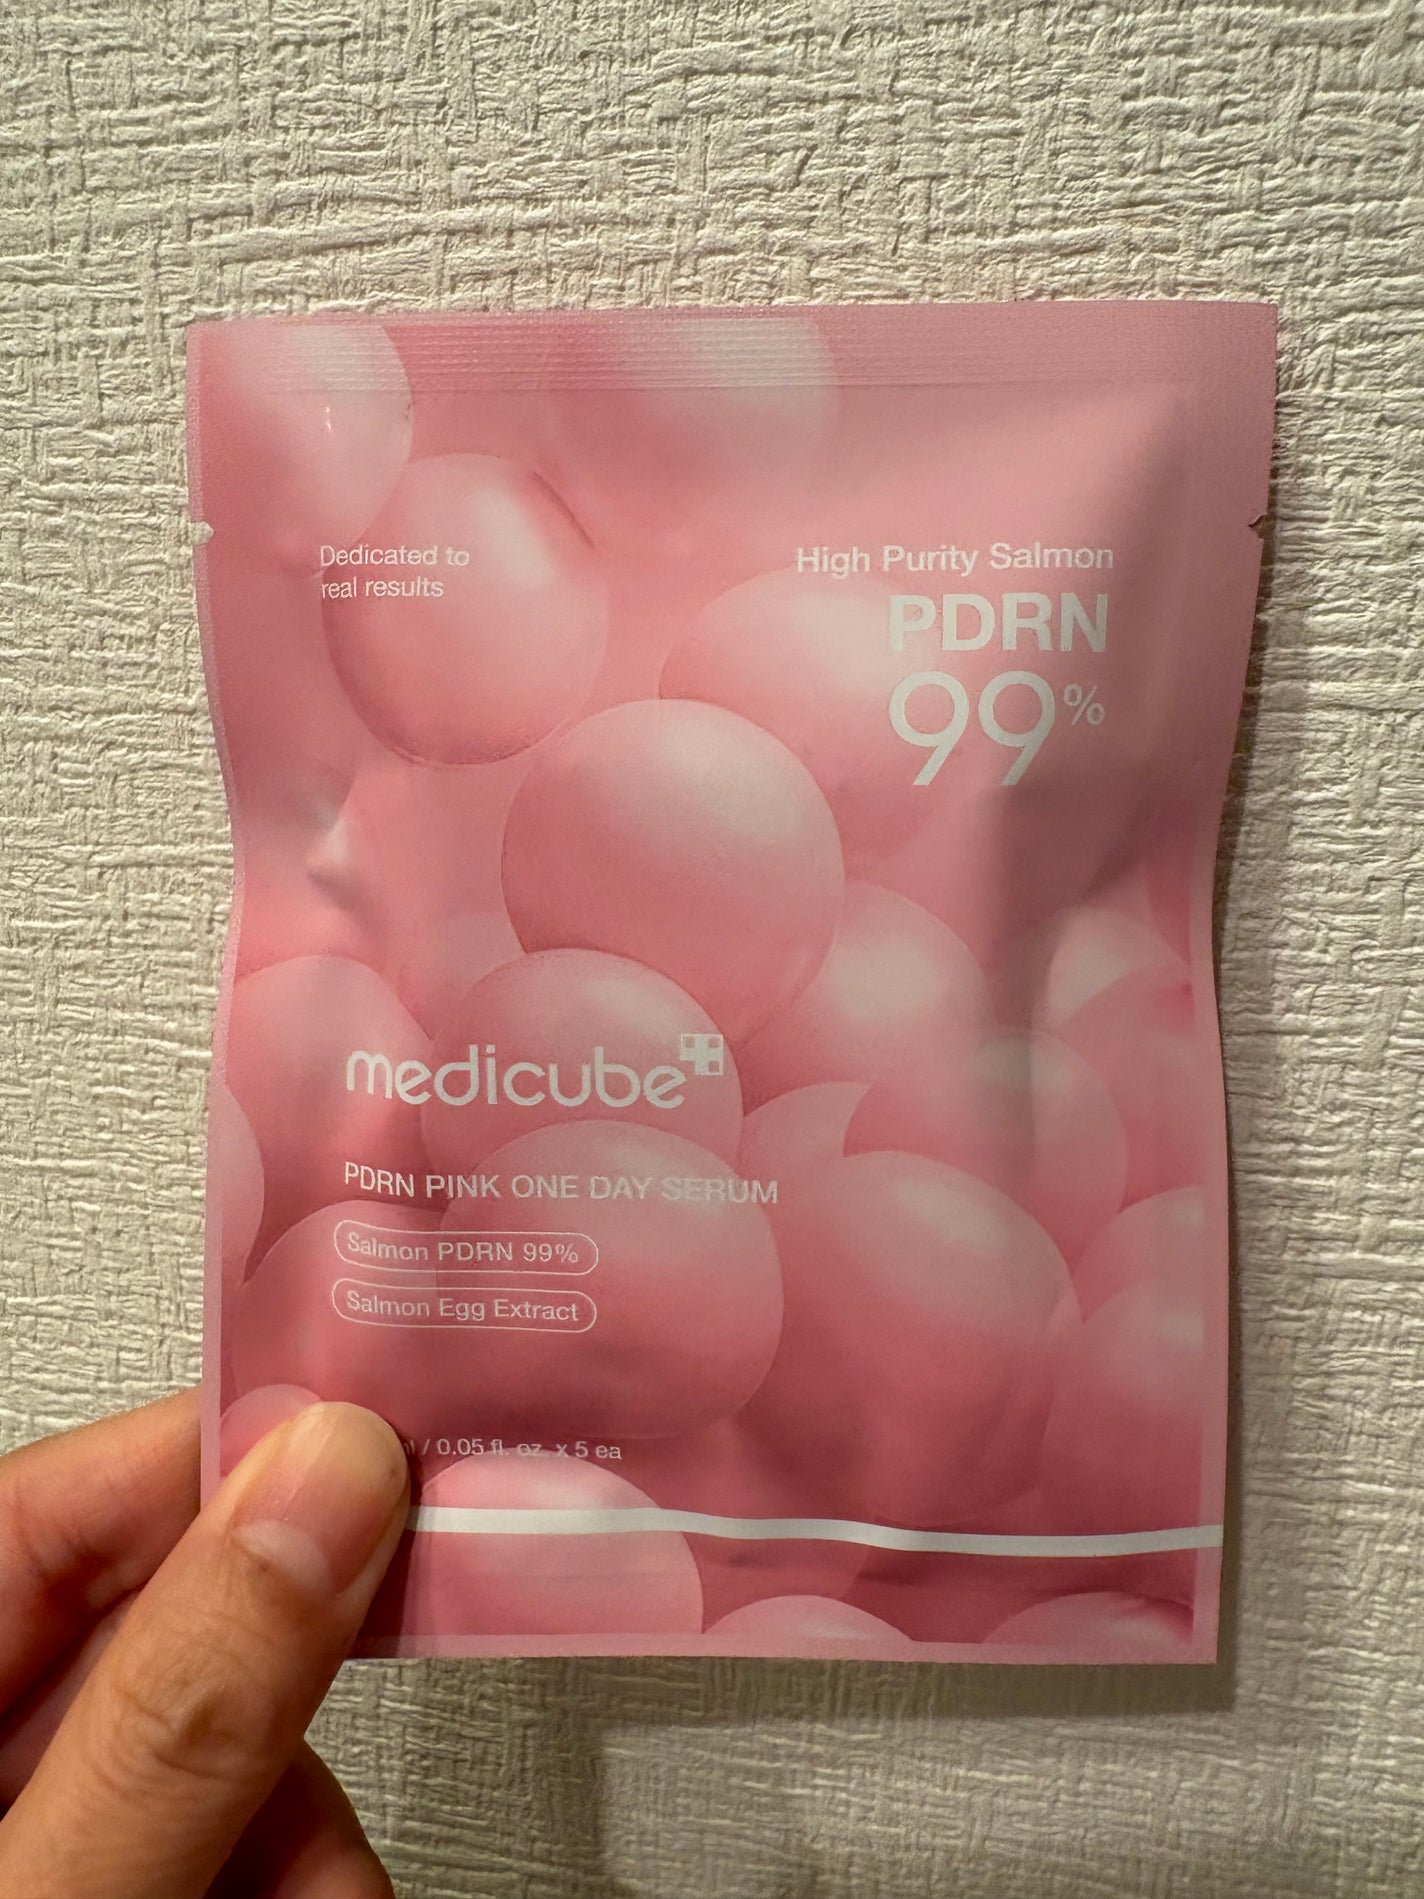 Dedicated to
real results
High Purity Salmon
PDRN
99%
medicube
PDRN PINK ONE DAY SERUM
Salmon PDRN 99%
Salmon Egg Extract
/ 0.05 fl. oz. x 5 ea